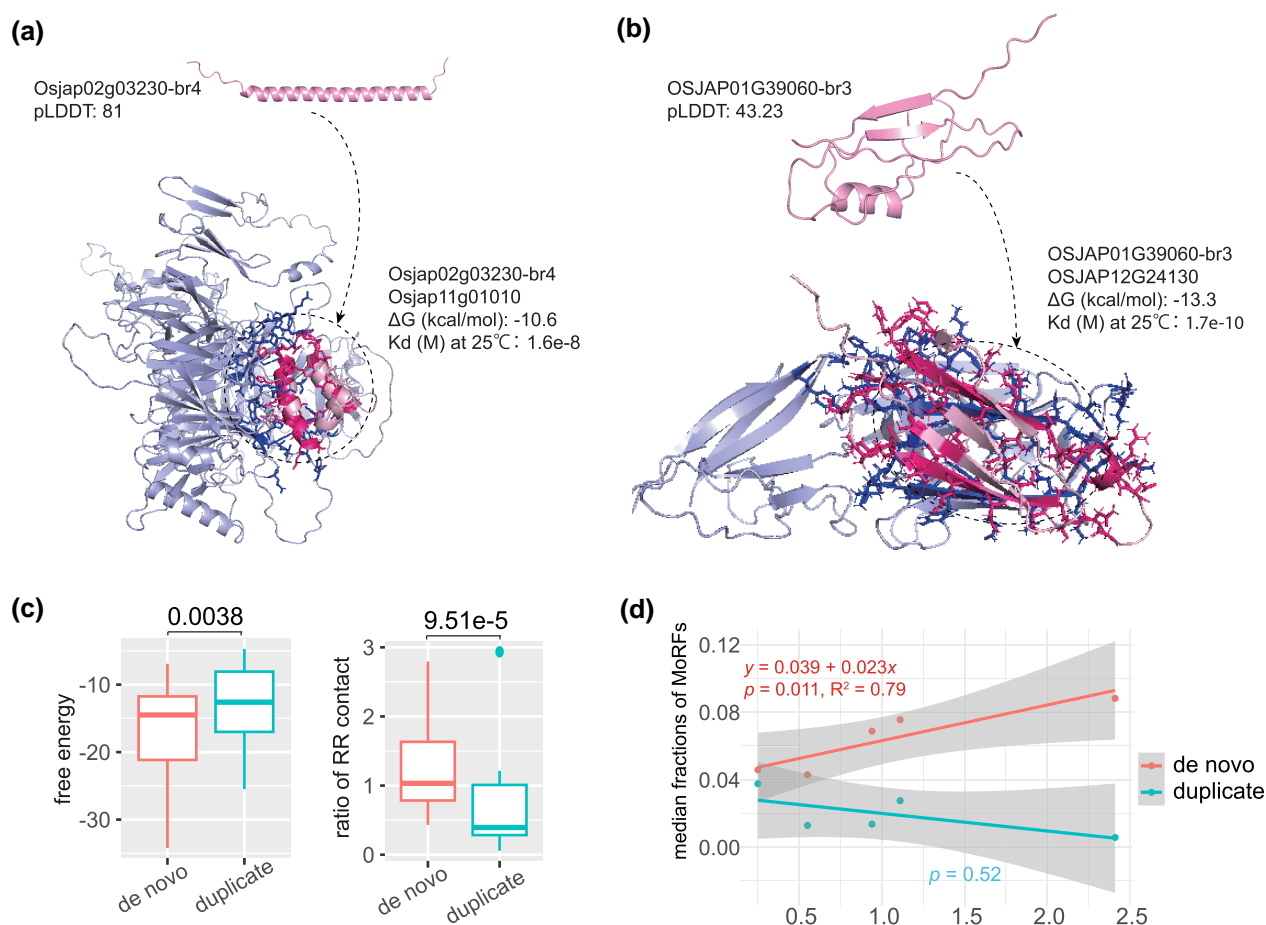 (a)
Osjap02g03230-br4
pLDDT: 81
Osjap02g03230-br4
Osjap11g01010
ΔG (kcal/mol): -10.6
Kd (M) at 25℃: 1.6e-8
(b)
OSJAP01G39060-br3
pLDDT: 43.23
OSJAP01G39060-br3
OSJAP12G24130
ΔG (kcal/mol): -13.3
Kd (M) at 25℃: 1.7e-10
(c)
0.0038
free energy
-10
-20
-30
de novo
duplicate
9.51e-5
ratio of RR contact
3
2
1
0
de novo
duplicate
(d)
median fractions of MoRFs
0.12
0.08
0.04
0.00
y = 0.039 + 0.023x
p = 0.011, R² = 0.79
p = 0.52
0.5 1.0 1.5 2.0 2.5
de novo
duplicate